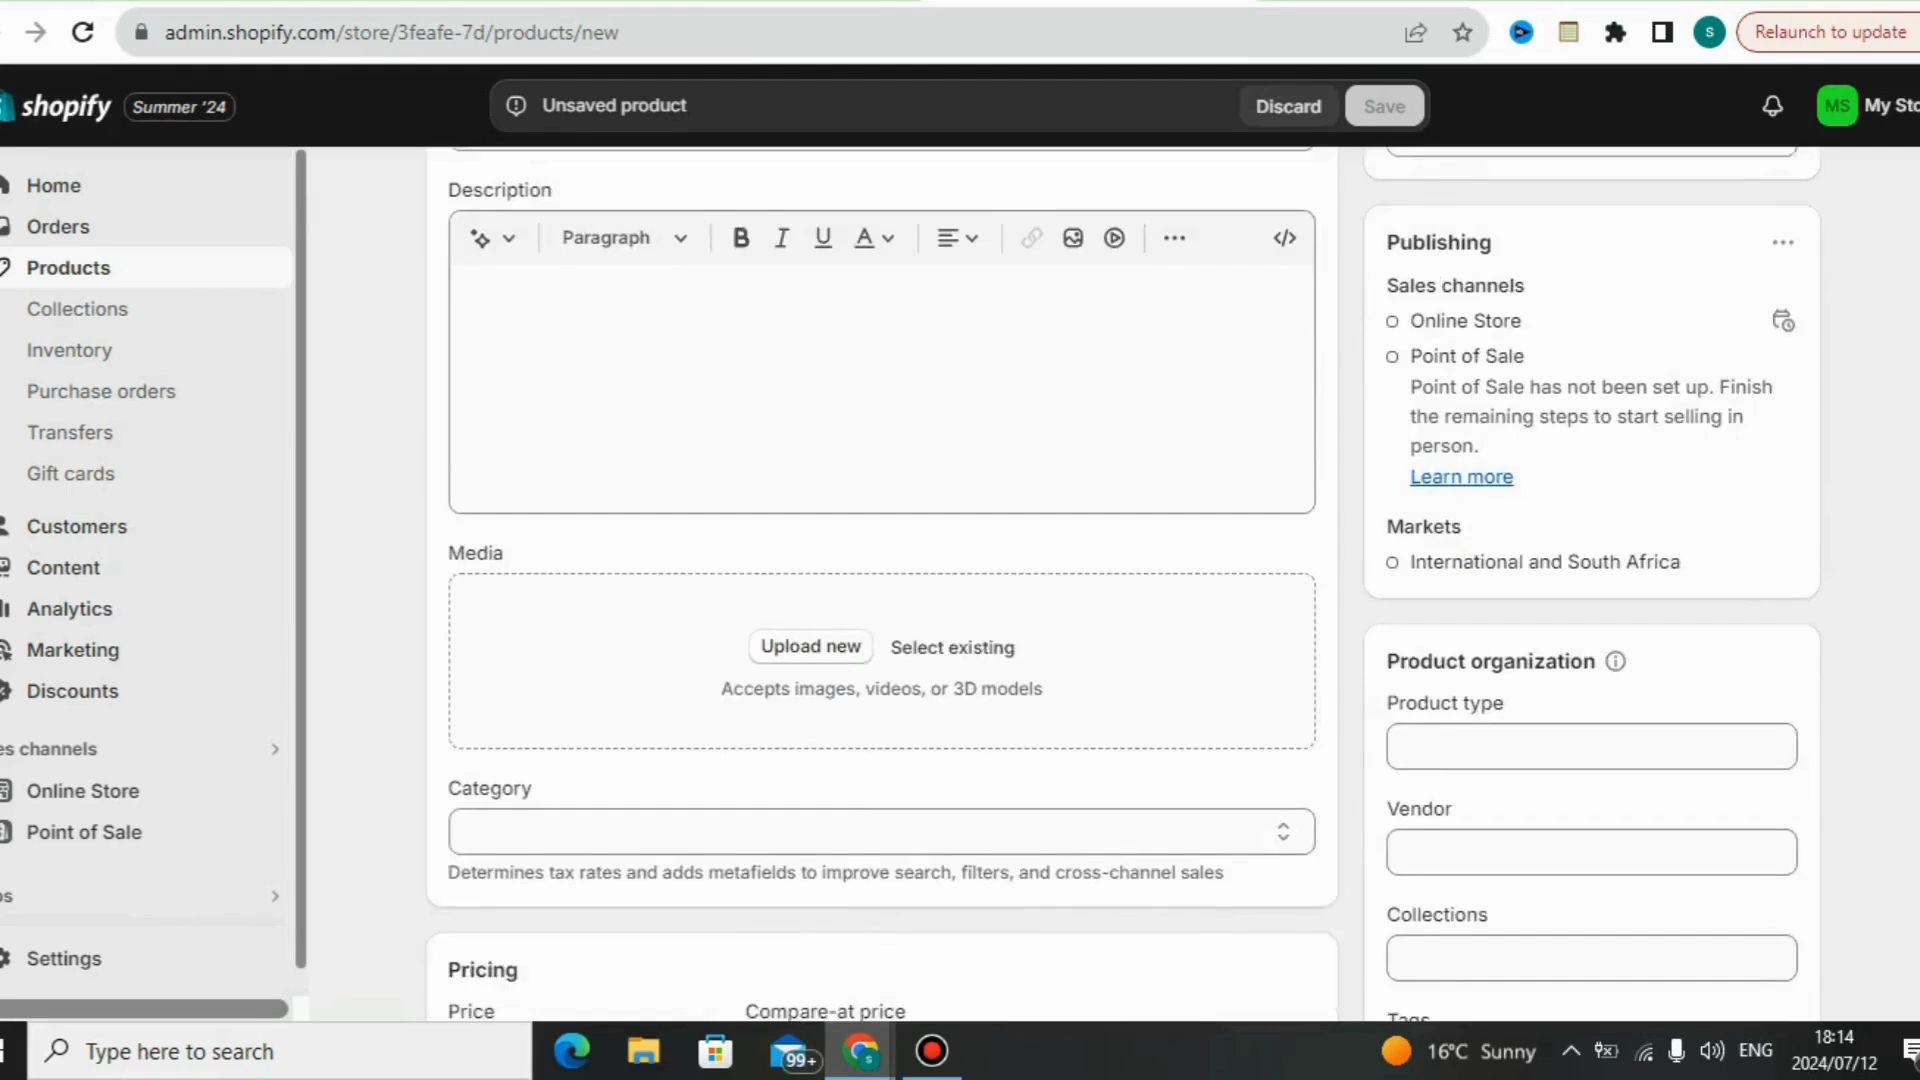 admin.shopify.com/store/3feafe-7d/products/new
S
Relaunch to update
shopify
Summer '24
Unsaved product
Discard
Save
MS
My Sto
Home
Orders
Products
Collections
Inventory
Purchase orders
Transfers
Gift cards
Customers
Content
Analytics
Marketing
Discounts
es channels
Online Store
Point of Sale
os
Settings
Description
Paragraph
B I U A
Media
Upload new
Select existing
Accepts images, videos, or 3D models
Category
Determines tax rates and adds metafields to improve search, filters, and cross-channel sales
Pricing
Price
Compare-at price
Publishing
Sales channels
Online Store
Point of Sale
Point of Sale has not been set up. Finish
the remaining steps to start selling in
person.
Learn more
Markets
International and South Africa
Product organization
Product type
Vendor
Collections
Tags
Type here to search
99+
16°C Sunny
ENG
18:14
2024/07/12